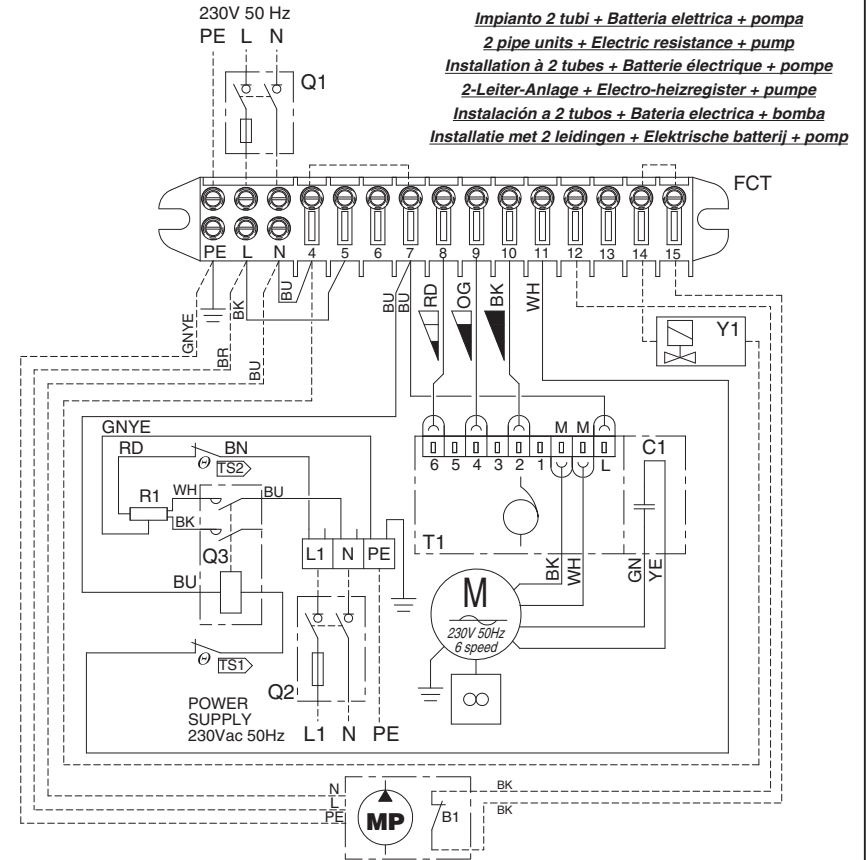 230V 50 Hz
PE L N
Q1
Impianto 2 tubi + Batteria elettrica + pompa
2 pipe units + Electric resistance + pump
Installation à 2 tubes + Batterie électrique + pompe
2-Leiter-Anlage + Electro-heizregister + pumpe
Instalación a 2 tubos + Bateria electrica + bomba
Installatie met 2 leidingen + Elektrische batterij + pomp
FCT
PE L N 4 5 6 7 8 9 10 11 12 13 14 15
GNYE
BR
BK
BU
BU
BU
BU
RD
OG
BK
WH
Y1
GNYE
RD
BN
TS2
R1
WH
BK
BU
Q3
BU
TS1
L1 N PE
Q2
POWER
SUPPLY
230Vac 50Hz
L1 N PE
M M
6 5 4 3 2 1 L
C1
T1
BK
WH
GN
YE
M
230V 50Hz
6 speed
N
L
PE
MP
B1
BK
BK